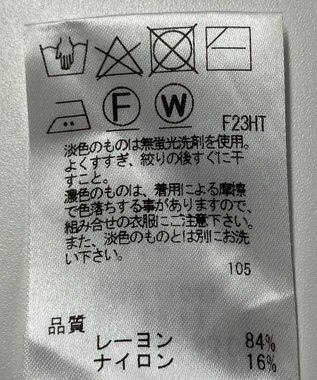 F
W
F23HT
淡色のものは無蛍光洗剤を使用。
よくすすぎ、絞りの後すぐに干
すこと。
濃色のものは、着用による摩擦
で色落ちする事がありますので、
組み合せの衣服にご注意下さい。
また、淡色のものとは別にお洗
い下さい。
105
品質
レーヨン 84%
ナイロン 16%